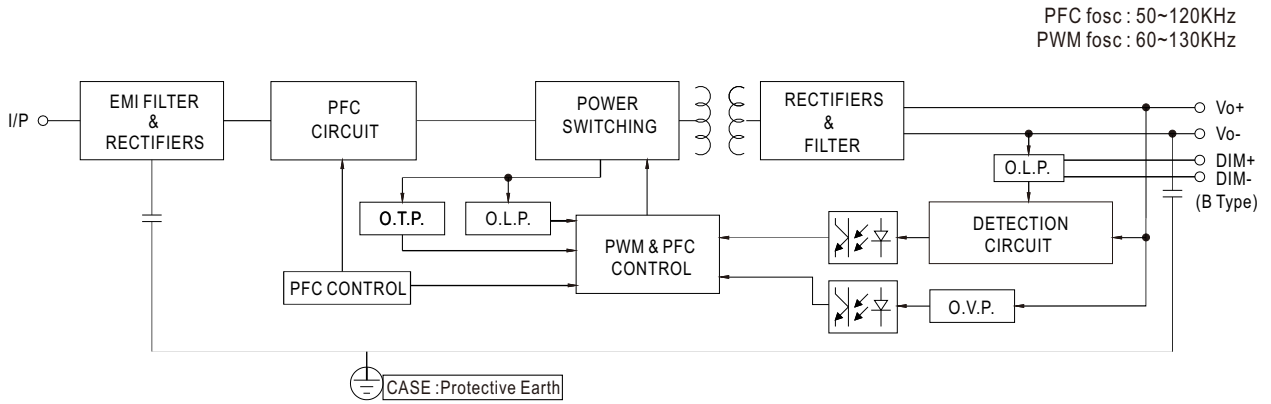 PFC fosc : 50~120KHz
PWM fosc : 60~130KHz
I/P
EMI FILTER
&
RECTIFIERS
PFC
CIRCUIT
POWER
SWITCHING
RECTIFIERS
&
FILTER
Vo+
Vo-
DIM+
DIM-
(B Type)
O.L.P.
O.T.P.
O.L.P.
PWM & PFC
CONTROL
DETECTION
CIRCUIT
PFC CONTROL
O.V.P.
CASE :Protective Earth